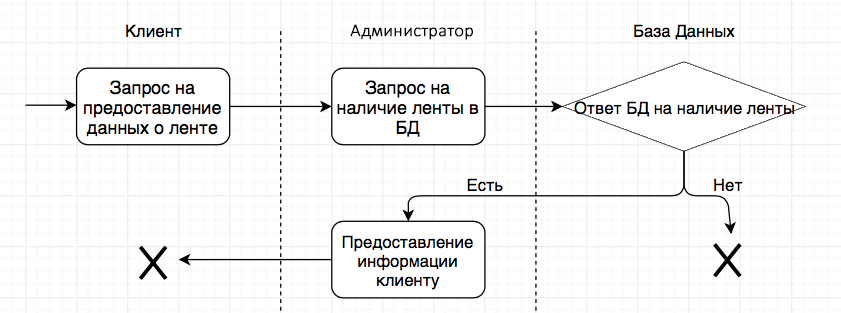 Клиент
Администратор
База Данных
Запрос на
предоставление
данных о ленте
Запрос на
наличие ленты в
БД
Ответ БД на наличие ленты
Есть
Нет
Предоставление
информации
клиенту